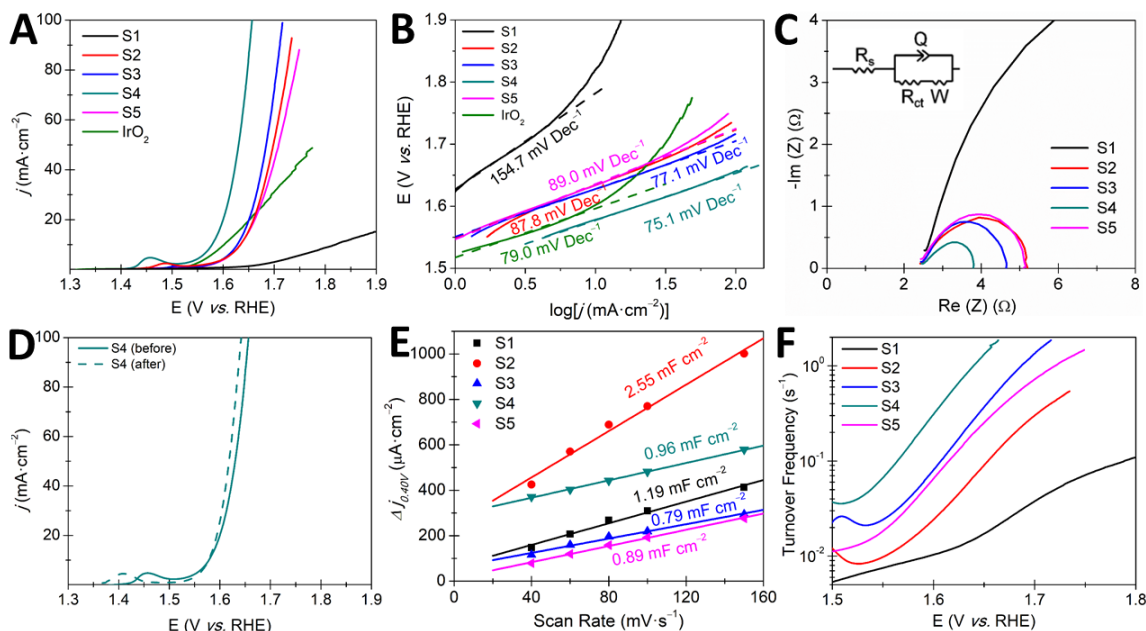 A
S1
S2
S3
S4
S5
IrO₂
j (mA·cm⁻²)
100
80
60
40
20
1.3 1.4 1.5 1.6 1.7 1.8 1.9
E (V vs. RHE)
B
S1
S2
S3
S4
S5
IrO₂
E (V vs. RHE)
1.9
1.8
1.7
1.6
1.5
154.7 mV Dec⁻¹
89.0 mV Dec⁻¹
77.1 mV Dec⁻¹
87.8 mV Dec⁻¹
75.1 mV Dec⁻¹
79.0 mV Dec⁻¹
0.0 0.5 1.0 1.5 2.0
log[j (mA·cm⁻²)]
C
Rs
Q
Rct
W
S1
S2
S3
S4
S5
-Im (Z) (Ω)
4
3
2
1
0
0 2 4 6 8
Re (Z) (Ω)
D
S4 (before)
S4 (after)
j (mA·cm⁻²)
100
80
60
40
20
1.3 1.4 1.5 1.6 1.7 1.8 1.9
E (V vs. RHE)
E
S1
S2
S3
S4
S5
Δj0.40V (μA·cm⁻²)
1000
800
600
400
200
0
2.55 mF cm⁻²
0.96 mF cm⁻²
1.19 mF cm⁻²
0.79 mF cm⁻²
0.89 mF cm⁻²
0 40 80 120 160
Scan Rate (mV·s⁻¹)
F
S1
S2
S3
S4
S5
Turnover Frequency (s⁻¹)
10⁰
10⁻¹
10⁻²
1.5 1.6 1.7 1.8
E (V vs. RHE)